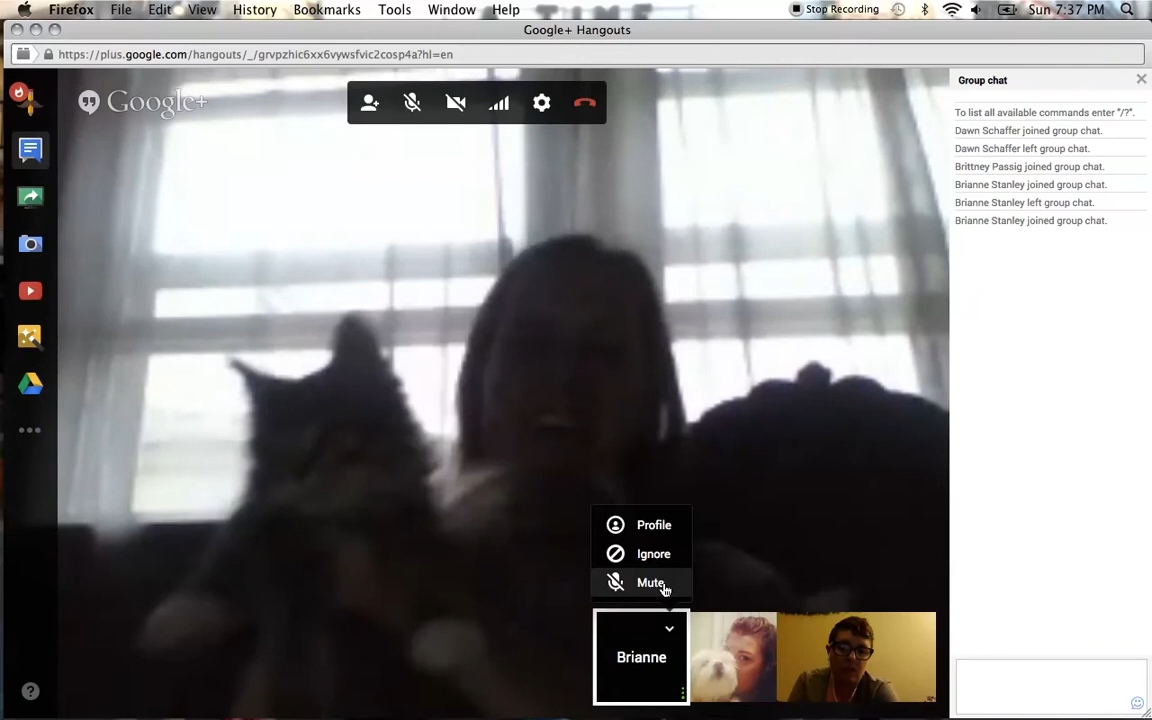 Firefox File Edit View History Bookmarks Tools Window Help Stop Recording Sun 7:37 PM
Google+ Hangouts
https://plus.google.com/hangouts/_/grvpzhic6xx6vywsfvic2cosp4a?hl=en
Google+
Group chat
To list all available commands enter "/?".
Dawn Schaffer joined group chat.
Dawn Schaffer left group chat.
Brittney Passig joined group chat.
Brianne Stanley joined group chat.
Brianne Stanley left group chat.
Brianne Stanley joined group chat.
Profile
Ignore
Mute
Brianne